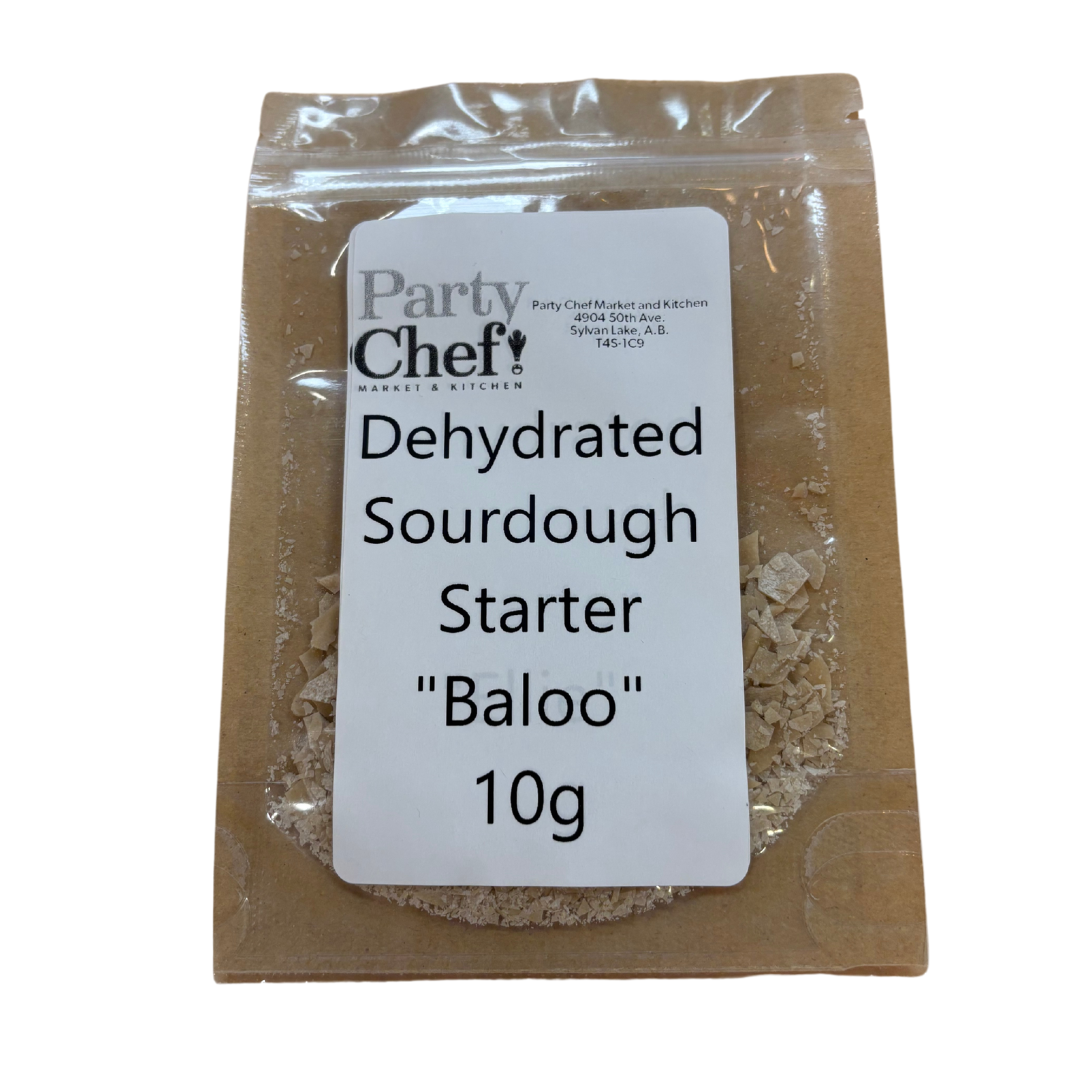 Party
Chef!
MARKET & KITCHEN
Party Chef Market and Kitchen
4904 50th Ave.
Sylvan Lake, A.B.
T4S-1C9
Dehydrated
Sourdough
Starter
"Baloo"
10g